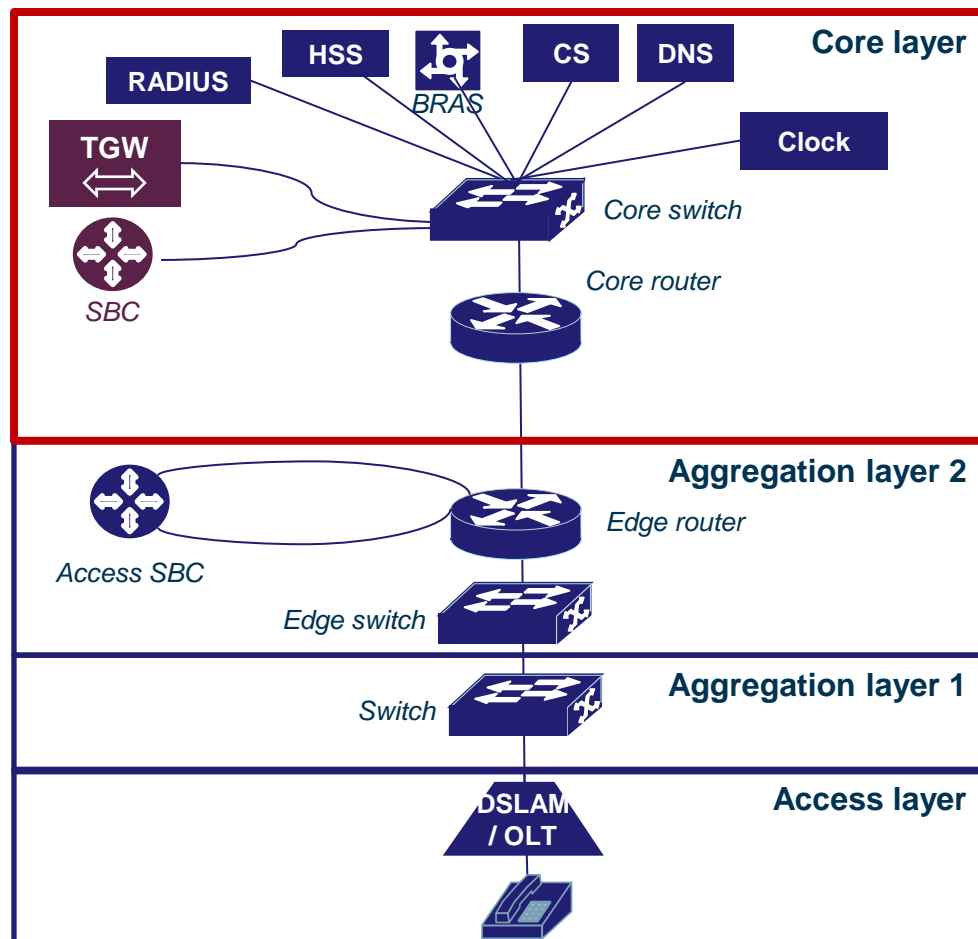 Core layer
HSS
CS
DNS
RADIUS
BRAS
TGW
Clock
Core switch
SBC
Core router
Aggregation layer 2
Edge router
Access SBC
Edge switch
Aggregation layer 1
Switch
Access layer
DSLAM
/ OLT